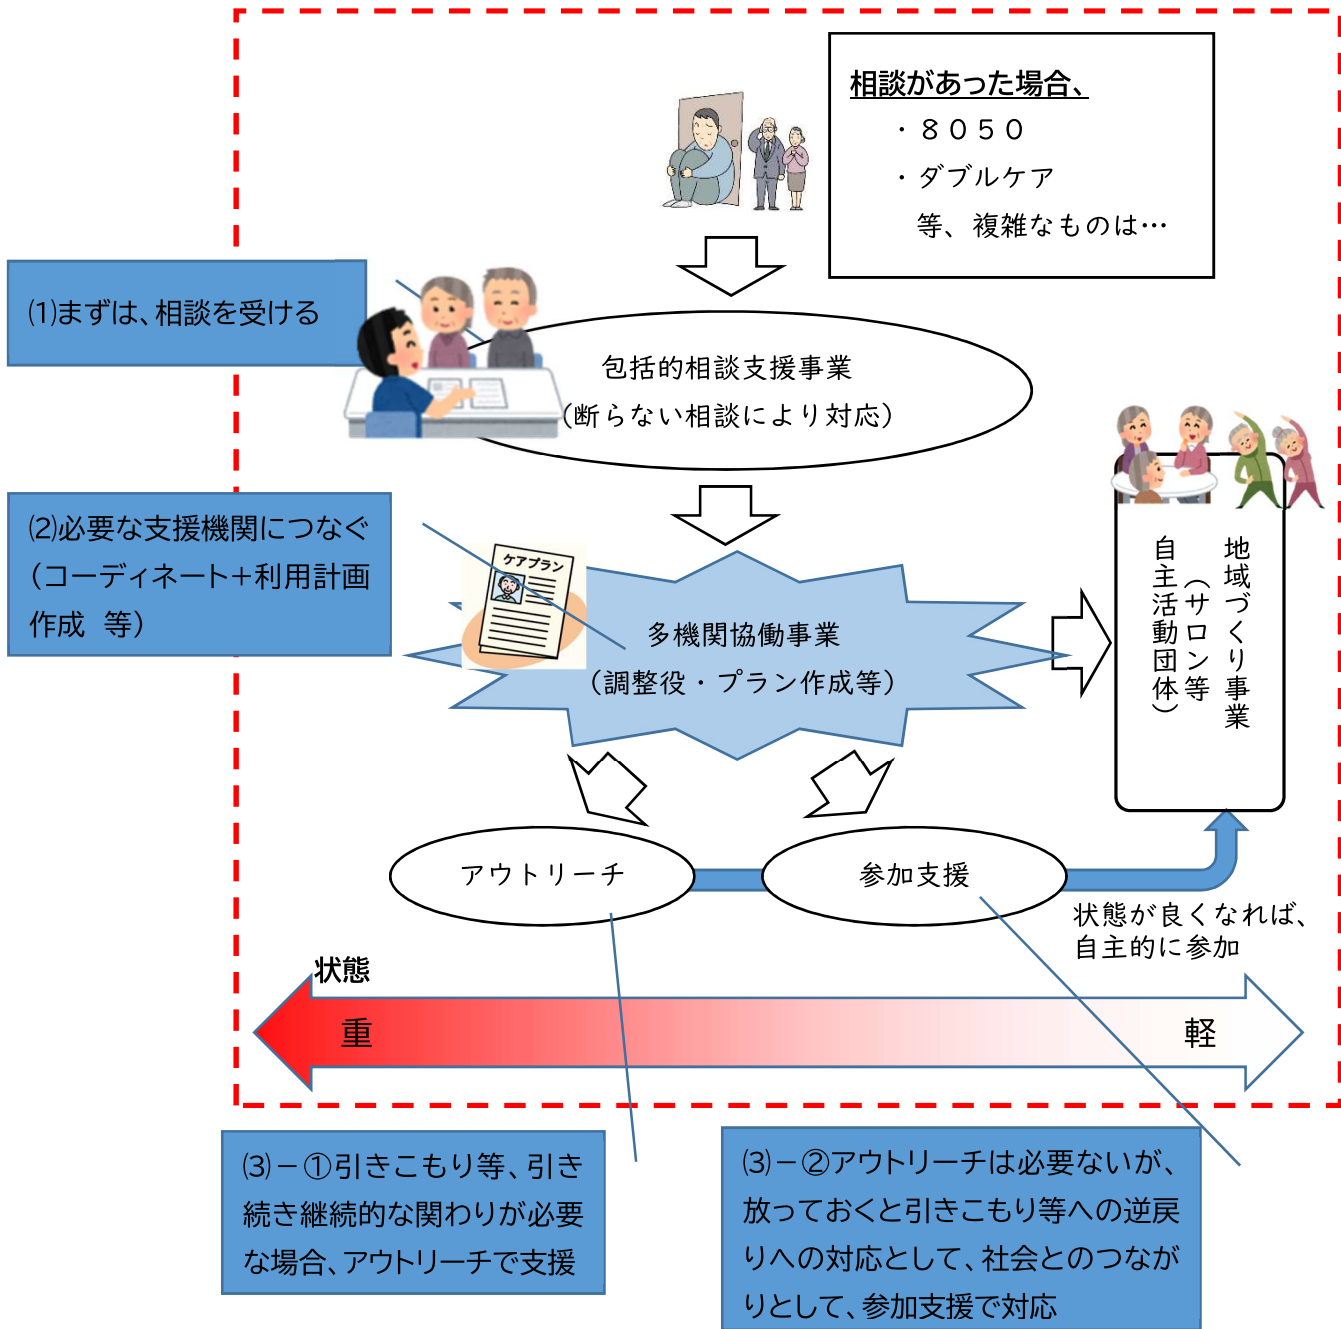 相談があった場合、
・８０５０
・ダブルケア
等、複雑なものは…
⑴まずは、相談を受ける
包括的相談支援事業
（断らない相談により対応）
⑵必要な支援機関につなぐ
（コーディネート＋利用計画
作成　等）
ケアプラン
多機関協働事業
（調整役・プラン作成等）
地域づくり事業
（サロン等
自主活動団体）
アウトリーチ
参加支援
状態が良くなれば、
自主的に参加
状態
重
軽
⑶－①引きこもり等、引き
続き継続的な関わりが必要
な場合、アウトリーチで支援
⑶－②アウトリーチは必要ないが、
放っておくと引きこもり等への逆戻
りへの対応として、社会とのつなが
りとして、参加支援で対応